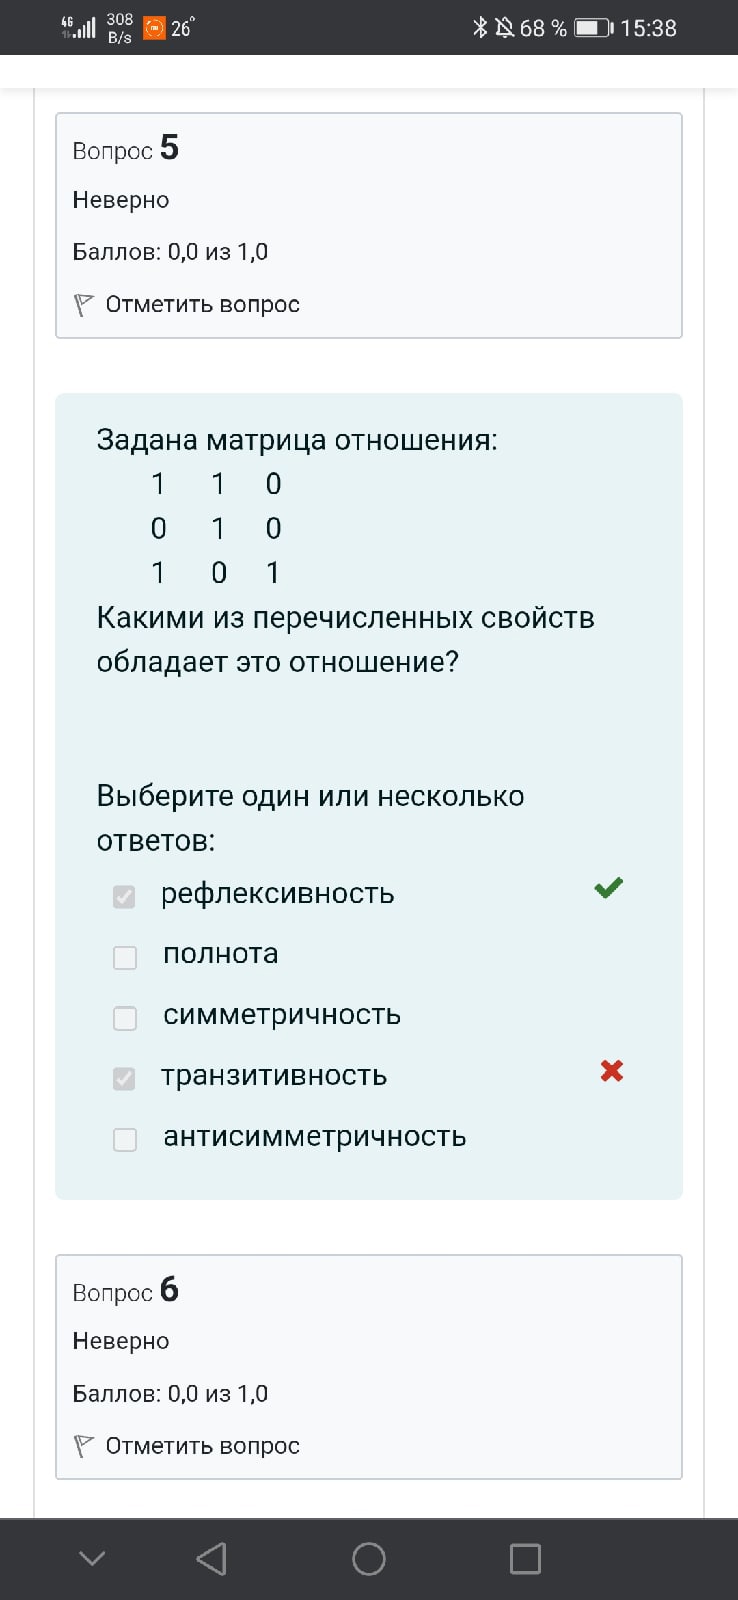 4G 308 B/s 26° 68 % 15:38
Вопрос 5
Неверно
Баллов: 0,0 из 1,0
Отметить вопрос
Задана матрица отношения:
1 1 0
0 1 0
1 0 1
Какими из перечисленных свойств
обладает это отношение?
Выберите один или несколько
ответов:
рефлексивность
полнота
симметричность
транзитивность
антисимметричность
Вопрос 6
Неверно
Баллов: 0,0 из 1,0
Отметить вопрос